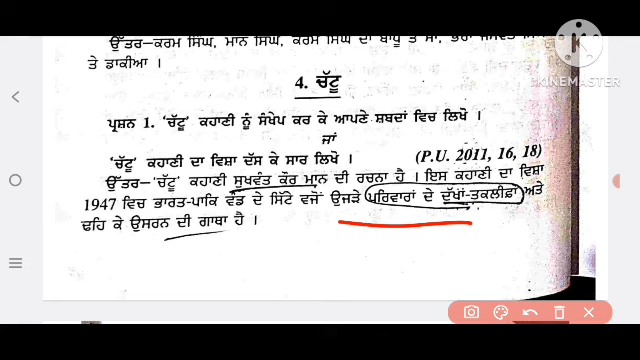 ਉੱਤਰ—ਕਰਮ ਸਿੰਘ, ਮਾਨ ਸਿੰਘ, ਕਰਮ ਸਿੰਘ ਦਾ ਬਾਪੂ ਤੇ ਮਾਂ,
ਤੇ ਡਾਕੀਆ ।
KINEMASTER
4. ਚੱਟੂ
ਪ੍ਰਸ਼ਨ 1. ‘ਚੱਟੂ’ ਕਹਾਣੀ ਨੂੰ ਸੰਖੇਪ ਕਰ ਕੇ ਆਪਣੇ ਸ਼ਬਦਾਂ ਵਿਚ ਲਿਖੋ ।
ਜਾਂ
‘ਚੱਟੂ’ ਕਹਾਣੀ ਦਾ ਵਿਸ਼ਾ ਦੱਸ ਕੇ ਸਾਰ ਲਿਖੋ । (P.U. 2011, 16, 18)
ਉੱਤਰ—‘ਚੱਟੂ’ ਕਹਾਣੀ ਸੁਖਵੰਤ ਕੌਰ ਮਾਨ ਦੀ ਰਚਨਾ ਹੈ । ਇਸ ਕਹਾਣੀ ਦਾ ਵਿਸ਼ਾ
1947 ਵਿਚ ਭਾਰਤ-ਪਾਕਿ ਵੰਡ ਦੇ ਸਿੱਟੇ ਵਜੋਂ ਉਜੜੇ ਪਰਿਵਾਰਾਂ ਦੇ ਦੁੱਖਾਂ-ਤਕਲੀਫ਼ਾਂ ਅਤੇ
ਢਹਿ ਕੇ ਉਸਰਨ ਦੀ ਗਾਥਾ ਹੈ ।